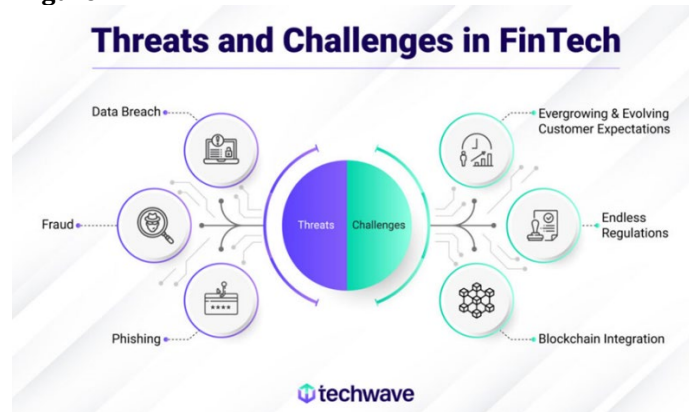 Threats and Challenges in FinTech
Data Breach
Fraud
Phishing
Threats
Challenges
Evergrowing & Evolving
Customer Expectations
Endless
Regulations
Blockchain Integration
****
techwave